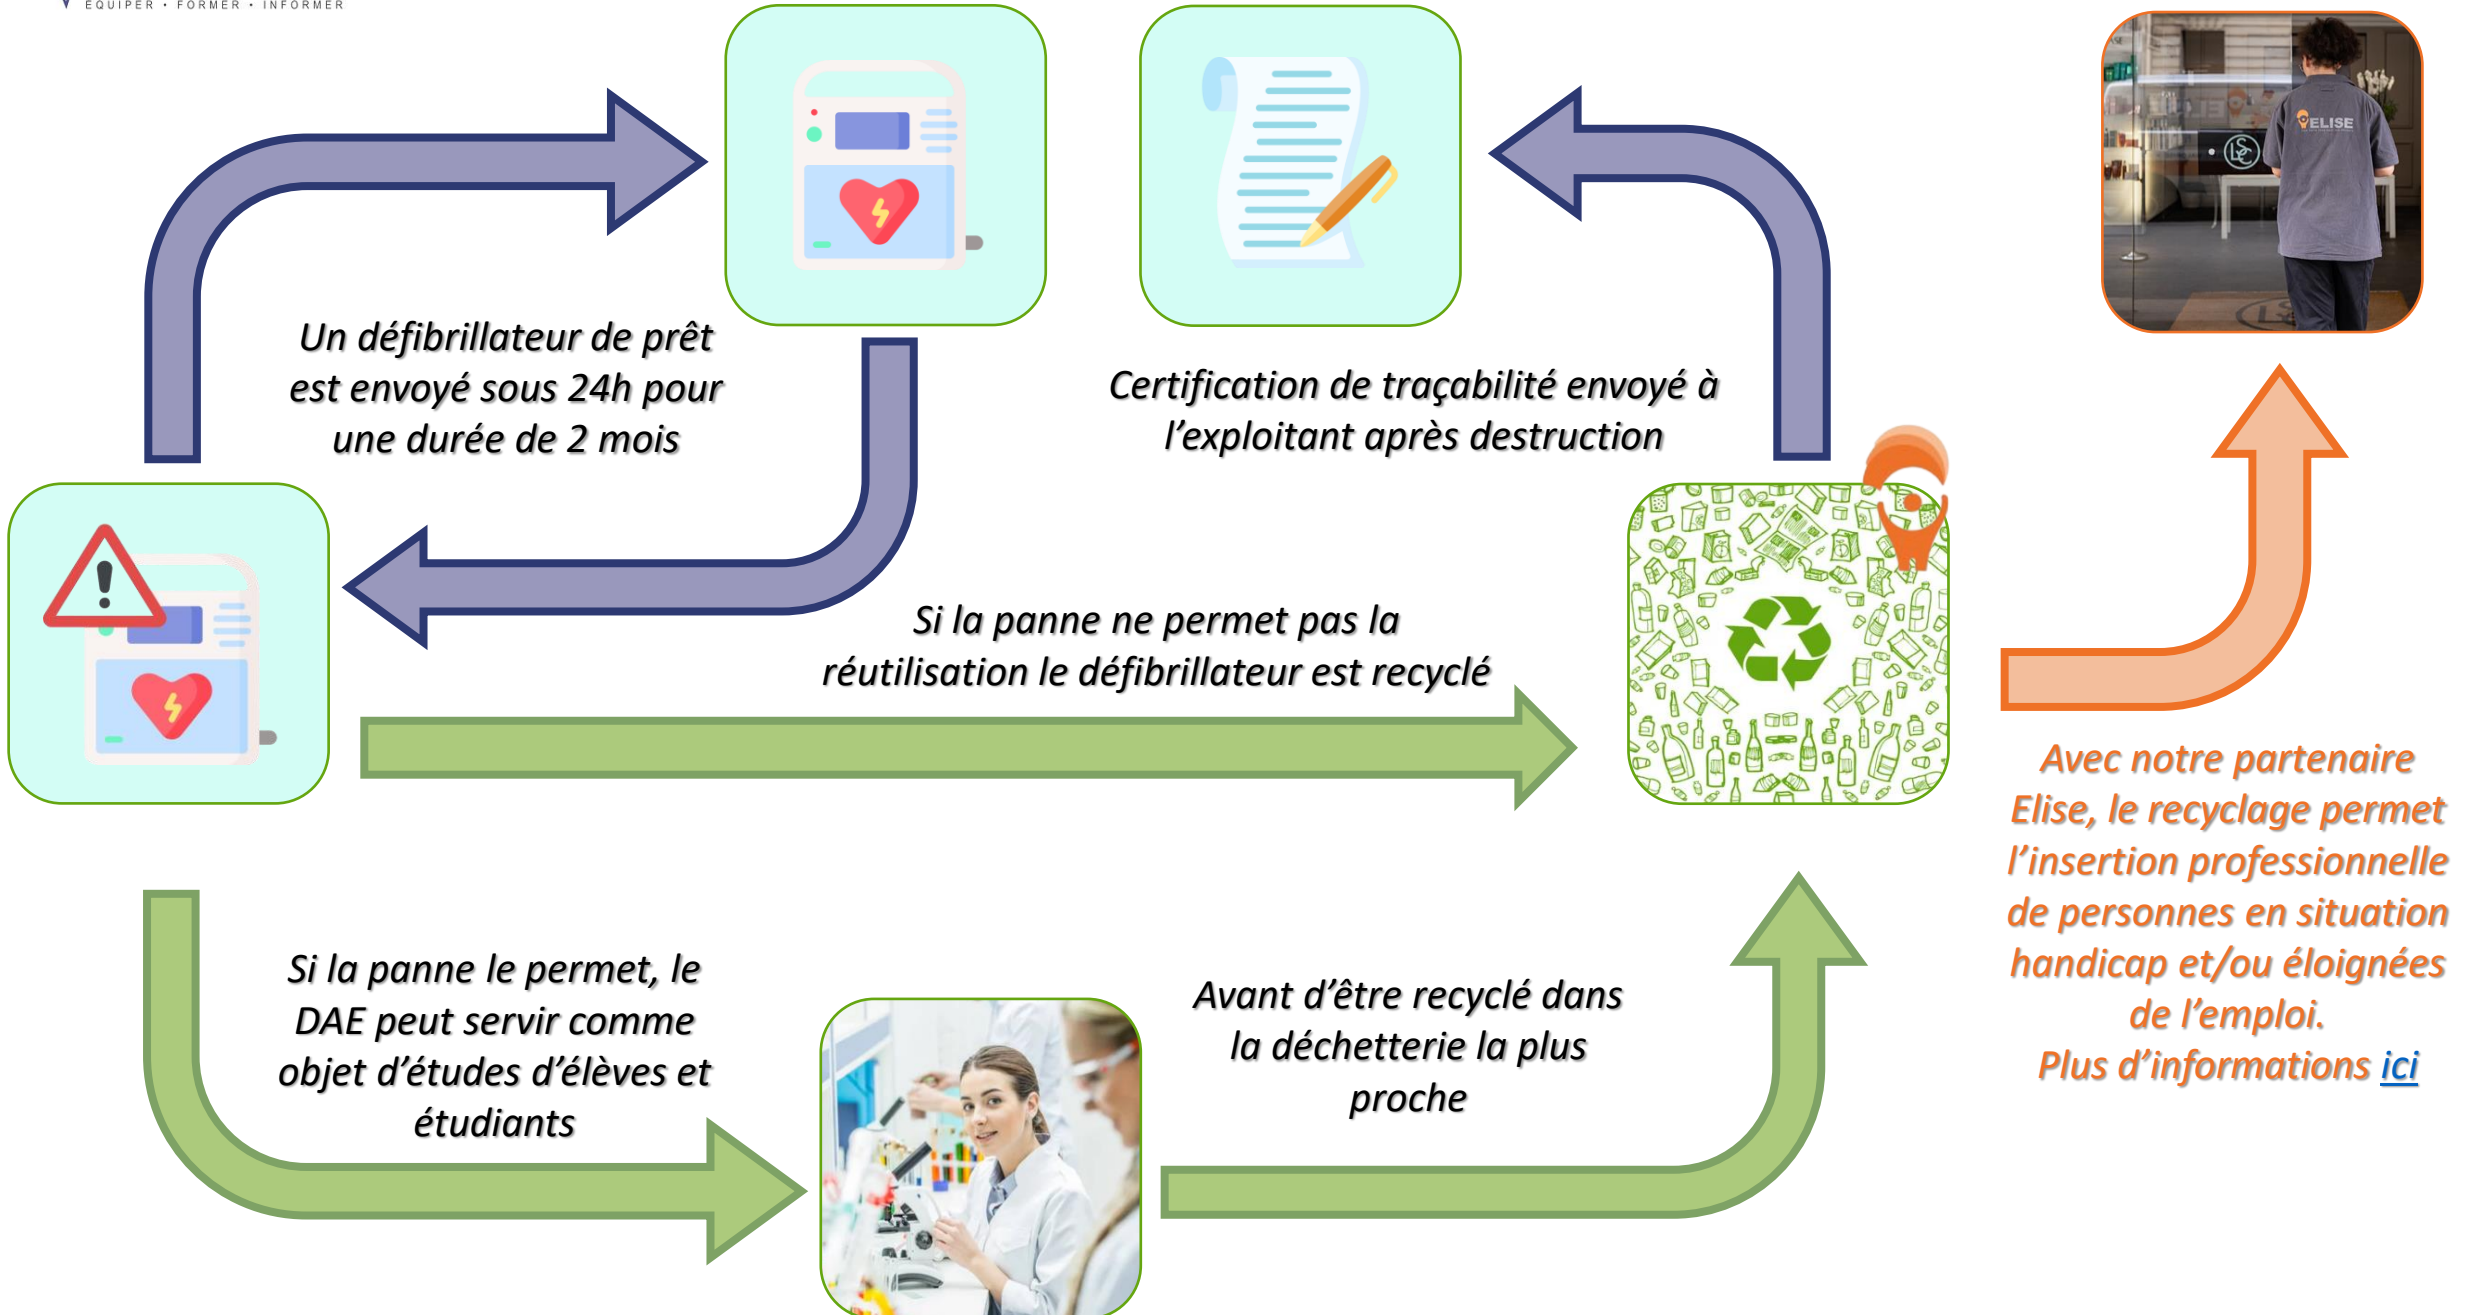 EQUIPER • FORMER • INFORMER
ELISE
LSC
Un défibrillateur de prêt
est envoyé sous 24h pour
une durée de 2 mois
Certification de traçabilité envoyé à
l’exploitant après destruction
Si la panne ne permet pas la
réutilisation le défibrillateur est recyclé
Avec notre partenaire
Elise, le recyclage permet
l’insertion professionnelle
de personnes en situation
handicap et/ou éloignées
de l’emploi.
Plus d’informations ici
Si la panne le permet, le
DAE peut servir comme
objet d’études d’élèves et
étudiants
Avant d’être recyclé dans
la déchetterie la plus
proche